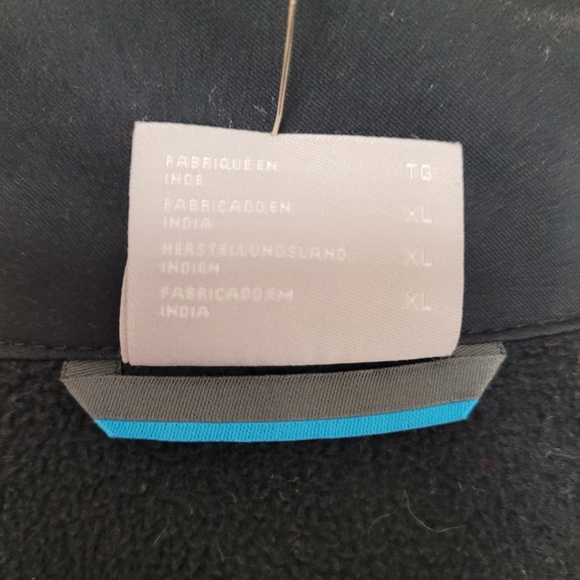 FABRIQUÉ EN TG
INDE
FABRICADO EN XL
INDIA
HERSTELLUNGSLAND XL
INDIEN
FABRICADO EM XL
INDIA